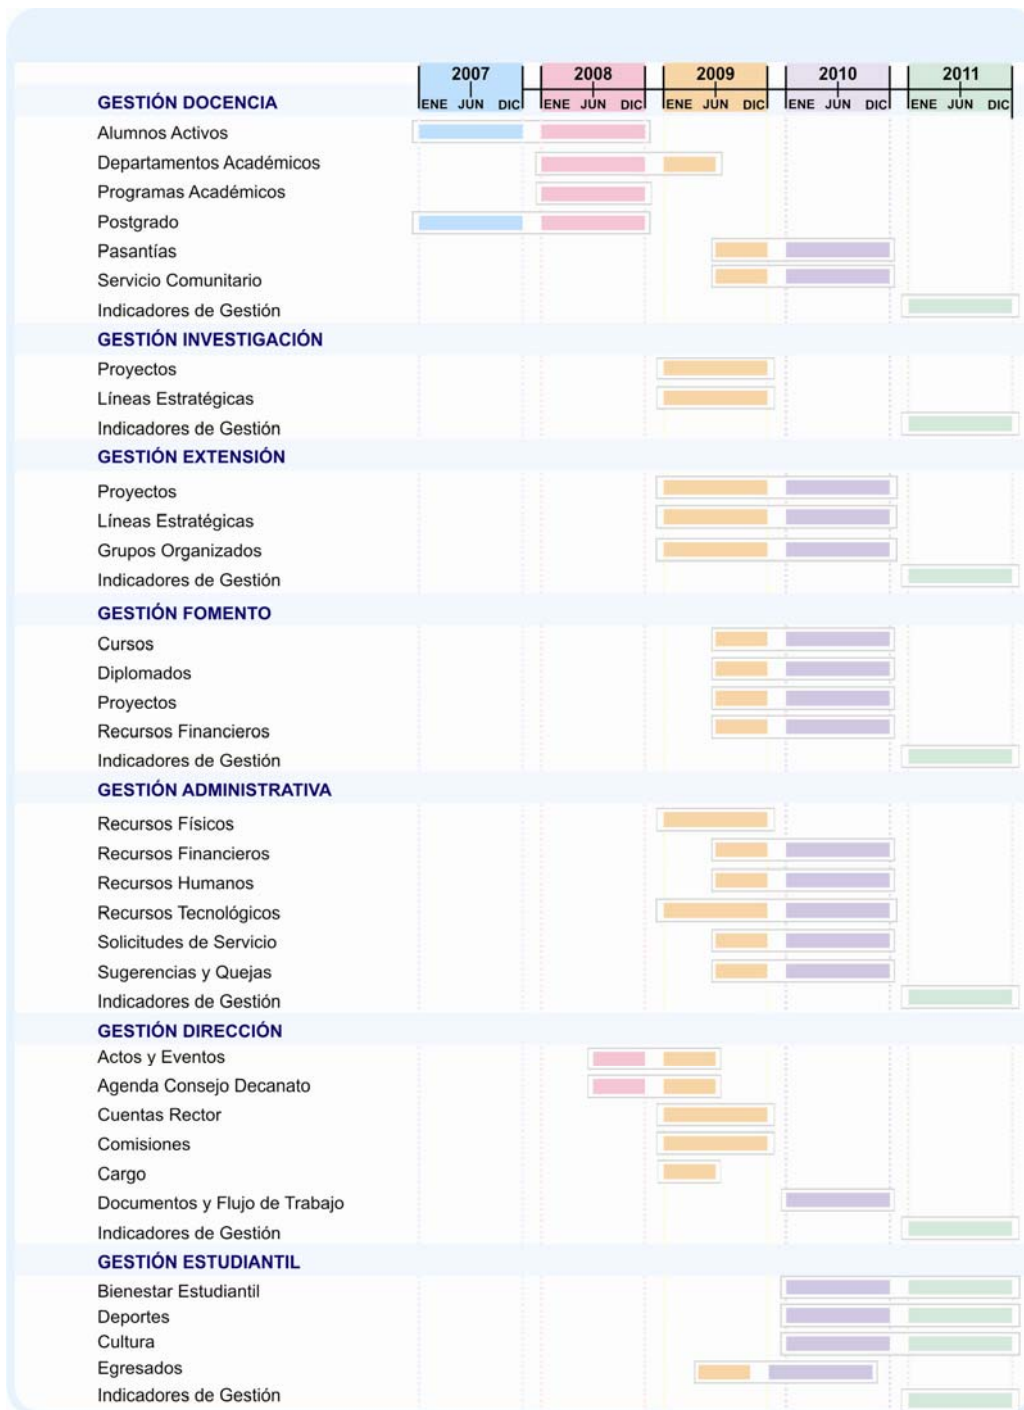 2007 2008 2009 2010 2011
GESTIÓN DOCENCIA ENE JUN DIC ENE JUN DIC ENE JUN DIC ENE JUN DIC ENE JUN DIC
Alumnos Activos
Departamentos Académicos
Programas Académicos
Postgrado
Pasantías
Servicio Comunitario
Indicadores de Gestión
GESTIÓN INVESTIGACIÓN
Proyectos
Líneas Estratégicas
Indicadores de Gestión
GESTIÓN EXTENSIÓN
Proyectos
Líneas Estratégicas
Grupos Organizados
Indicadores de Gestión
GESTIÓN FOMENTO
Cursos
Diplomados
Proyectos
Recursos Financieros
Indicadores de Gestión
GESTIÓN ADMINISTRATIVA
Recursos Físicos
Recursos Financieros
Recursos Humanos
Recursos Tecnológicos
Solicitudes de Servicio
Sugerencias y Quejas
Indicadores de Gestión
GESTIÓN DIRECCIÓN
Actos y Eventos
Agenda Consejo Decanato
Cuentas Rector
Comisiones
Cargo
Documentos y Flujo de Trabajo
Indicadores de Gestión
GESTIÓN ESTUDIANTIL
Bienestar Estudiantil
Deportes
Cultura
Egresados
Indicadores de Gestión